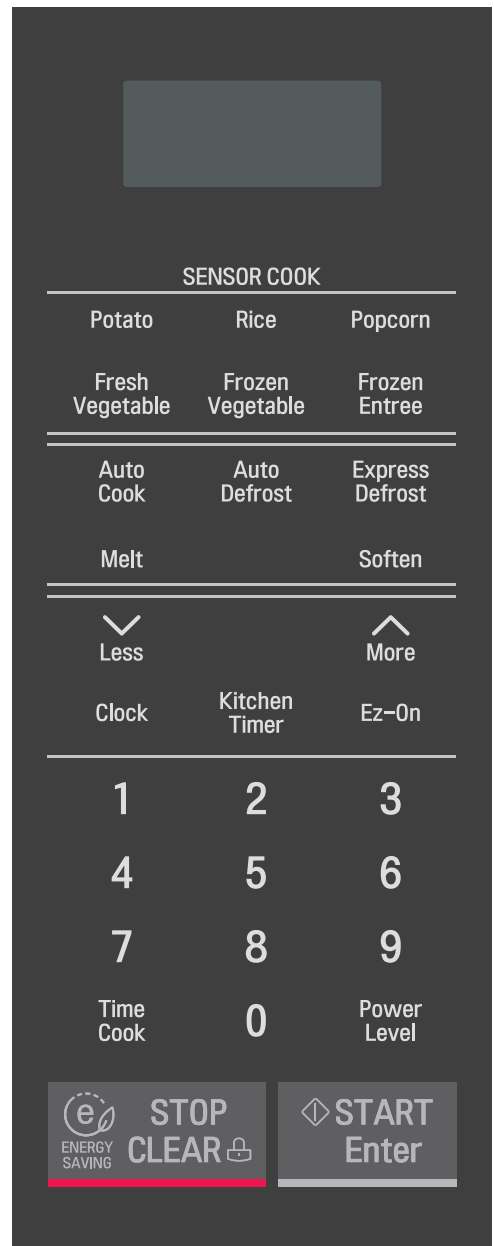 SENSOR COOK
Potato Rice Popcorn
Fresh Frozen Frozen
Vegetable Vegetable Entree
Auto Auto Express
Cook Defrost Defrost
Melt Soften
Less More
Clock Kitchen Timer Ez-On
1 2 3
4 5 6
7 8 9
Time Cook 0 Power Level
e STOP START
ENERGY SAVING CLEAR Enter